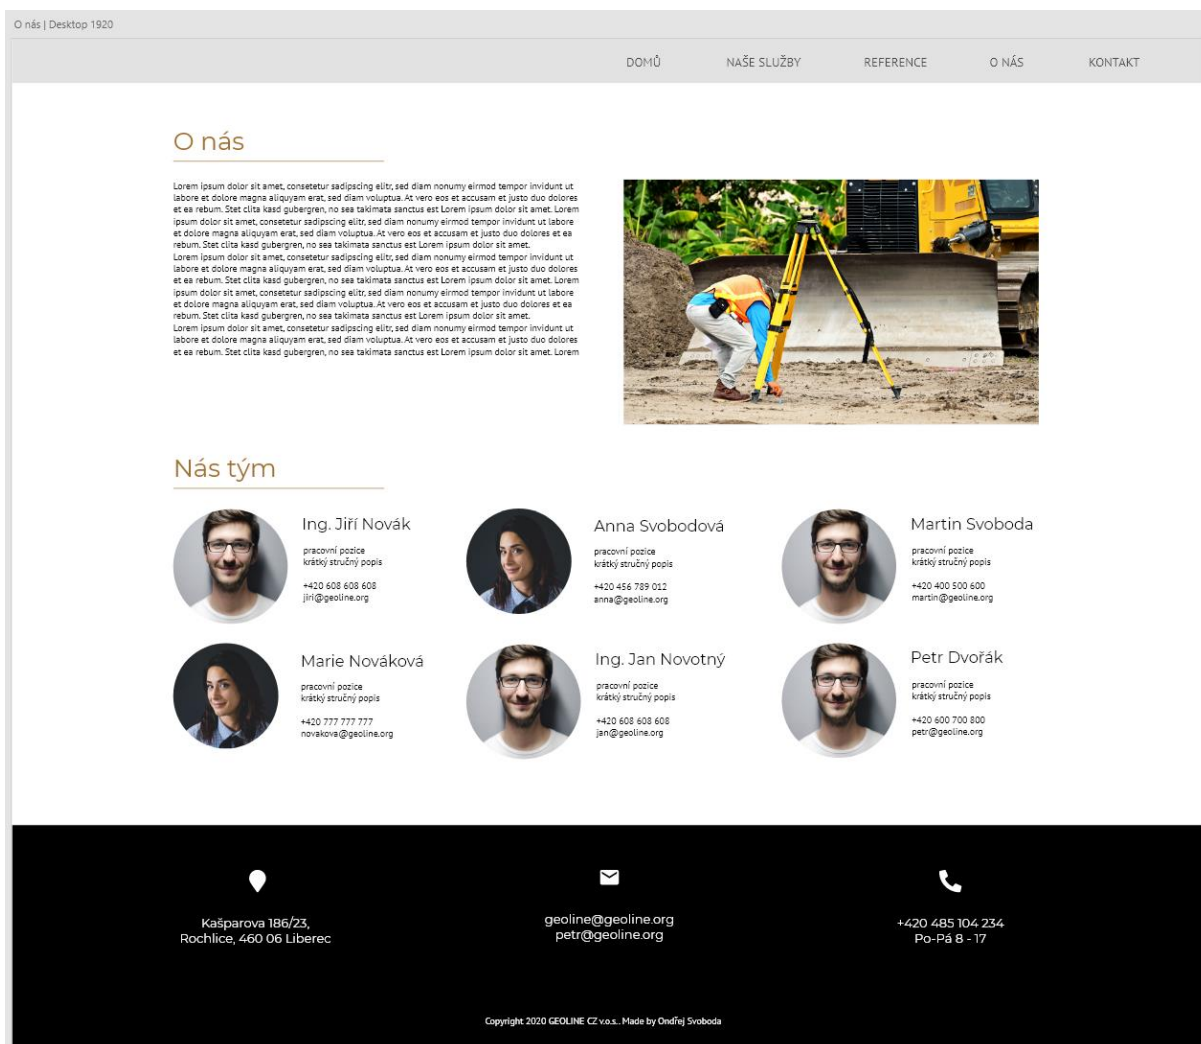 O nás | Desktop 1920
DOMŮ NAŠE SLUŽBY REFERENCE O NÁS KONTAKT
O nás
Lorem ipsum dolor sit amet, consetetur sadipscing elitr, sed diam nonumy eirmod tempor invidunt ut
labore et dolore magna aliquyam erat, sed diam voluptua. At vero eos et accusam et justo duo dolores
et ea rebum. Stet clita kasd gubergren, no sea takimata sanctus est Lorem ipsum dolor sit amet. Lorem
ipsum dolor sit amet, consetetur sadipscing elitr, sed diam nonumy eirmod tempor invidunt ut labore
et dolore magna aliquyam erat, sed diam voluptua. At vero eos et accusam et justo duo dolores et ea
rebum. Stet clita kasd gubergren, no sea takimata sanctus est Lorem ipsum dolor sit amet.
Lorem ipsum dolor sit amet, consetetur sadipscing elitr, sed diam nonumy eirmod tempor invidunt ut
labore et dolore magna aliquyam erat, sed diam voluptua. At vero eos et accusam et justo duo dolores
et ea rebum. Stet clita kasd gubergren, no sea takimata sanctus est Lorem ipsum dolor sit amet. Lorem
ipsum dolor sit amet, consetetur sadipscing elitr, sed diam nonumy eirmod tempor invidunt ut labore
et dolore magna aliquyam erat, sed diam voluptua. At vero eos et accusam et justo duo dolores et ea
rebum. Stet clita kasd gubergren, no sea takimata sanctus est Lorem ipsum dolor sit amet.
Lorem ipsum dolor sit amet, consetetur sadipscing elitr, sed diam nonumy eirmod tempor invidunt ut
labore et dolore magna aliquyam erat, sed diam voluptua. At vero eos et accusam et justo duo dolores
et ea rebum. Stet clita kasd gubergren, no sea takimata sanctus est Lorem ipsum dolor sit amet. Lorem
Nás tým
Ing. Jiří Novák
pracovní pozice
krátký stručný popis
+420 608 608 608
jiri@geoline.org
Anna Svobodová
pracovní pozice
krátký stručný popis
+420 456 789 012
anna@geoline.org
Martin Svoboda
pracovní pozice
krátký stručný popis
+420 400 500 600
martin@geoline.org
Marie Nováková
pracovní pozice
krátký stručný popis
+420 777 777 777
novakova@geoline.org
Ing. Jan Novotný
pracovní pozice
krátký stručný popis
+420 608 608 608
jan@geoline.org
Petr Dvořák
pracovní pozice
krátký stručný popis
+420 600 700 800
petr@geoline.org
Kašparova 186/23,
Rochlice, 460 06 Liberec
geoline@geoline.org
petr@geoline.org
+420 485 104 234
Po-Pá 8 - 17
Copyright 2020 GEOLINE CZ v.o.s.. Made by Ondřej Svoboda